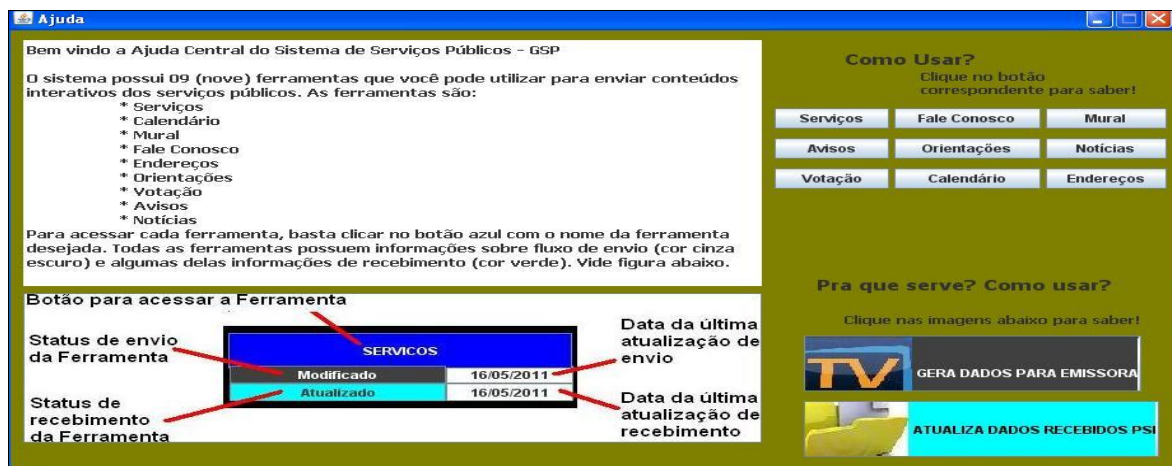 Ajuda
Bem vindo a Ajuda Central do Sistema de Serviços Públicos - GSP
O sistema possui 09 (nove) ferramentas que você pode utilizar para enviar conteúdos
interativos dos serviços públicos. As ferramentas são:
* Serviços
* Calendário
* Mural
* Fale Conosco
* Endereços
* Orientações
* Votação
* Avisos
* Notícias
Para acessar cada ferramenta, basta clicar no botão azul com o nome da ferramenta
desejada. Todas as ferramentas possuem informações sobre fluxo de envio (cor cinza
escuro) e algumas delas informações de recebimento (cor verde). Vide figura abaixo.
Botão para acessar a Ferramenta
Status de envio
da Ferramenta
Status de
recebimento
da Ferramenta
SERVICOS
Modificado 16/05/2011
Atualizado 16/05/2011
Data da última
atualização de
envio
Data da última
atualização de
recebimento
Como Usar?
Clique no botão
correspondente para saber!
Serviços Fale Conosco Mural
Avisos Orientações Notícias
Votação Calendário Endereços
Pra que serve? Como usar?
Clique nas imagens abaixo para saber!
TV GERA DADOS PARA EMISSORA
ATUALIZA DADOS RECEBIDOS PSI